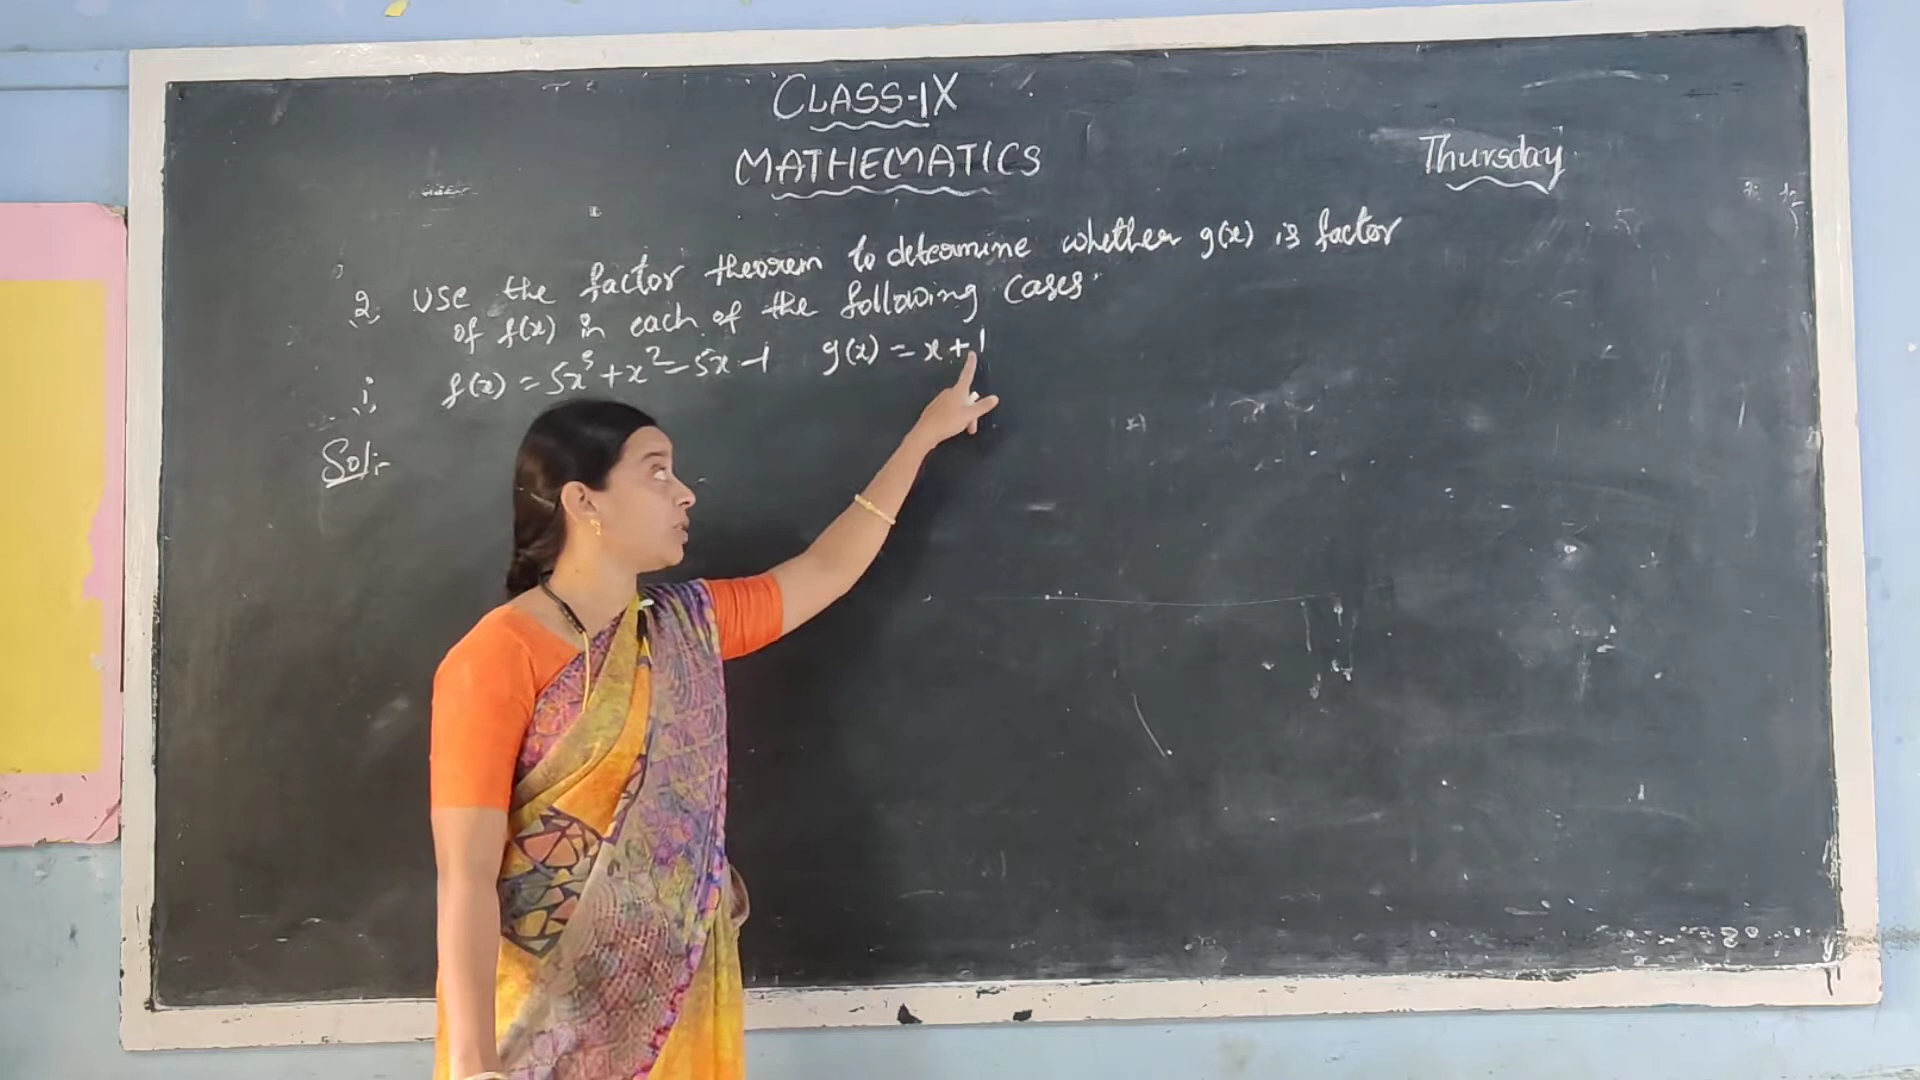 CLASS-IX
MATHEMATICS
Thursday
2. Use the factor theorem to determine whether g(x) is factor
of f(x) in each of the following cases.
i, f(x) = 5x³+x²-5x-1 g(x) = x+1
Sol:-